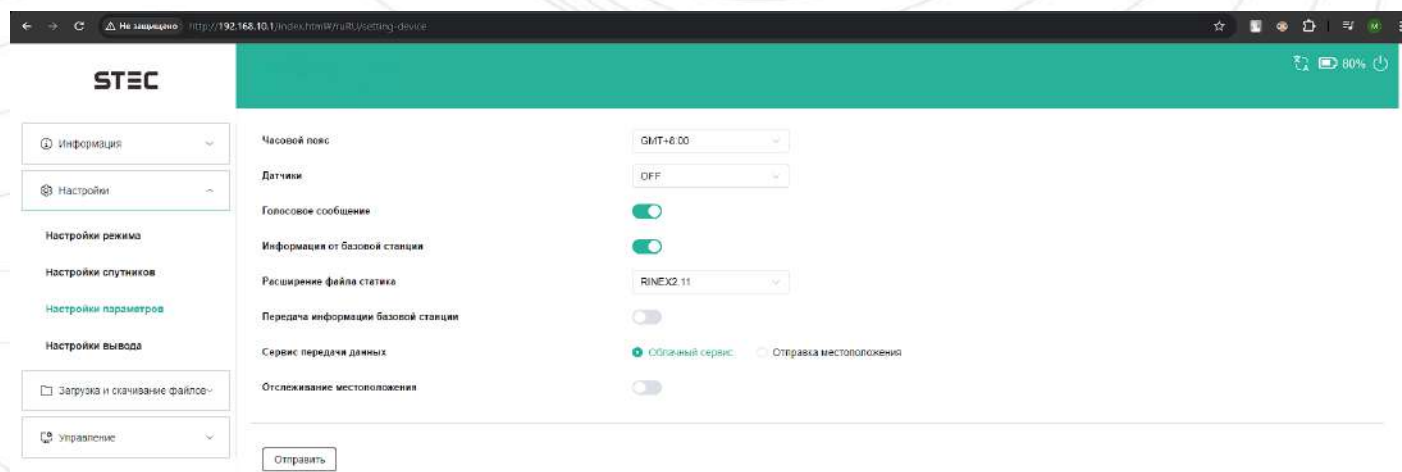 Не защищено http://192.168.10.1/index.html#/ruRU/setting-device
M
STEC
80%
Информация
Настройки
Настройки режима
Настройки спутников
Настройки параметров
Настройки вывода
Загрузка и скачивание файлов
Управление
Часовой пояс GMT+8:00
Датчики OFF
Голосовое сообщение
Информация от базовой станции
Расширение файла статика RINEX2.11
Передача информации базовой станции
Сервис передачи данных Облачный сервис Отправка местоположения
Отслеживание местоположения
Отправить